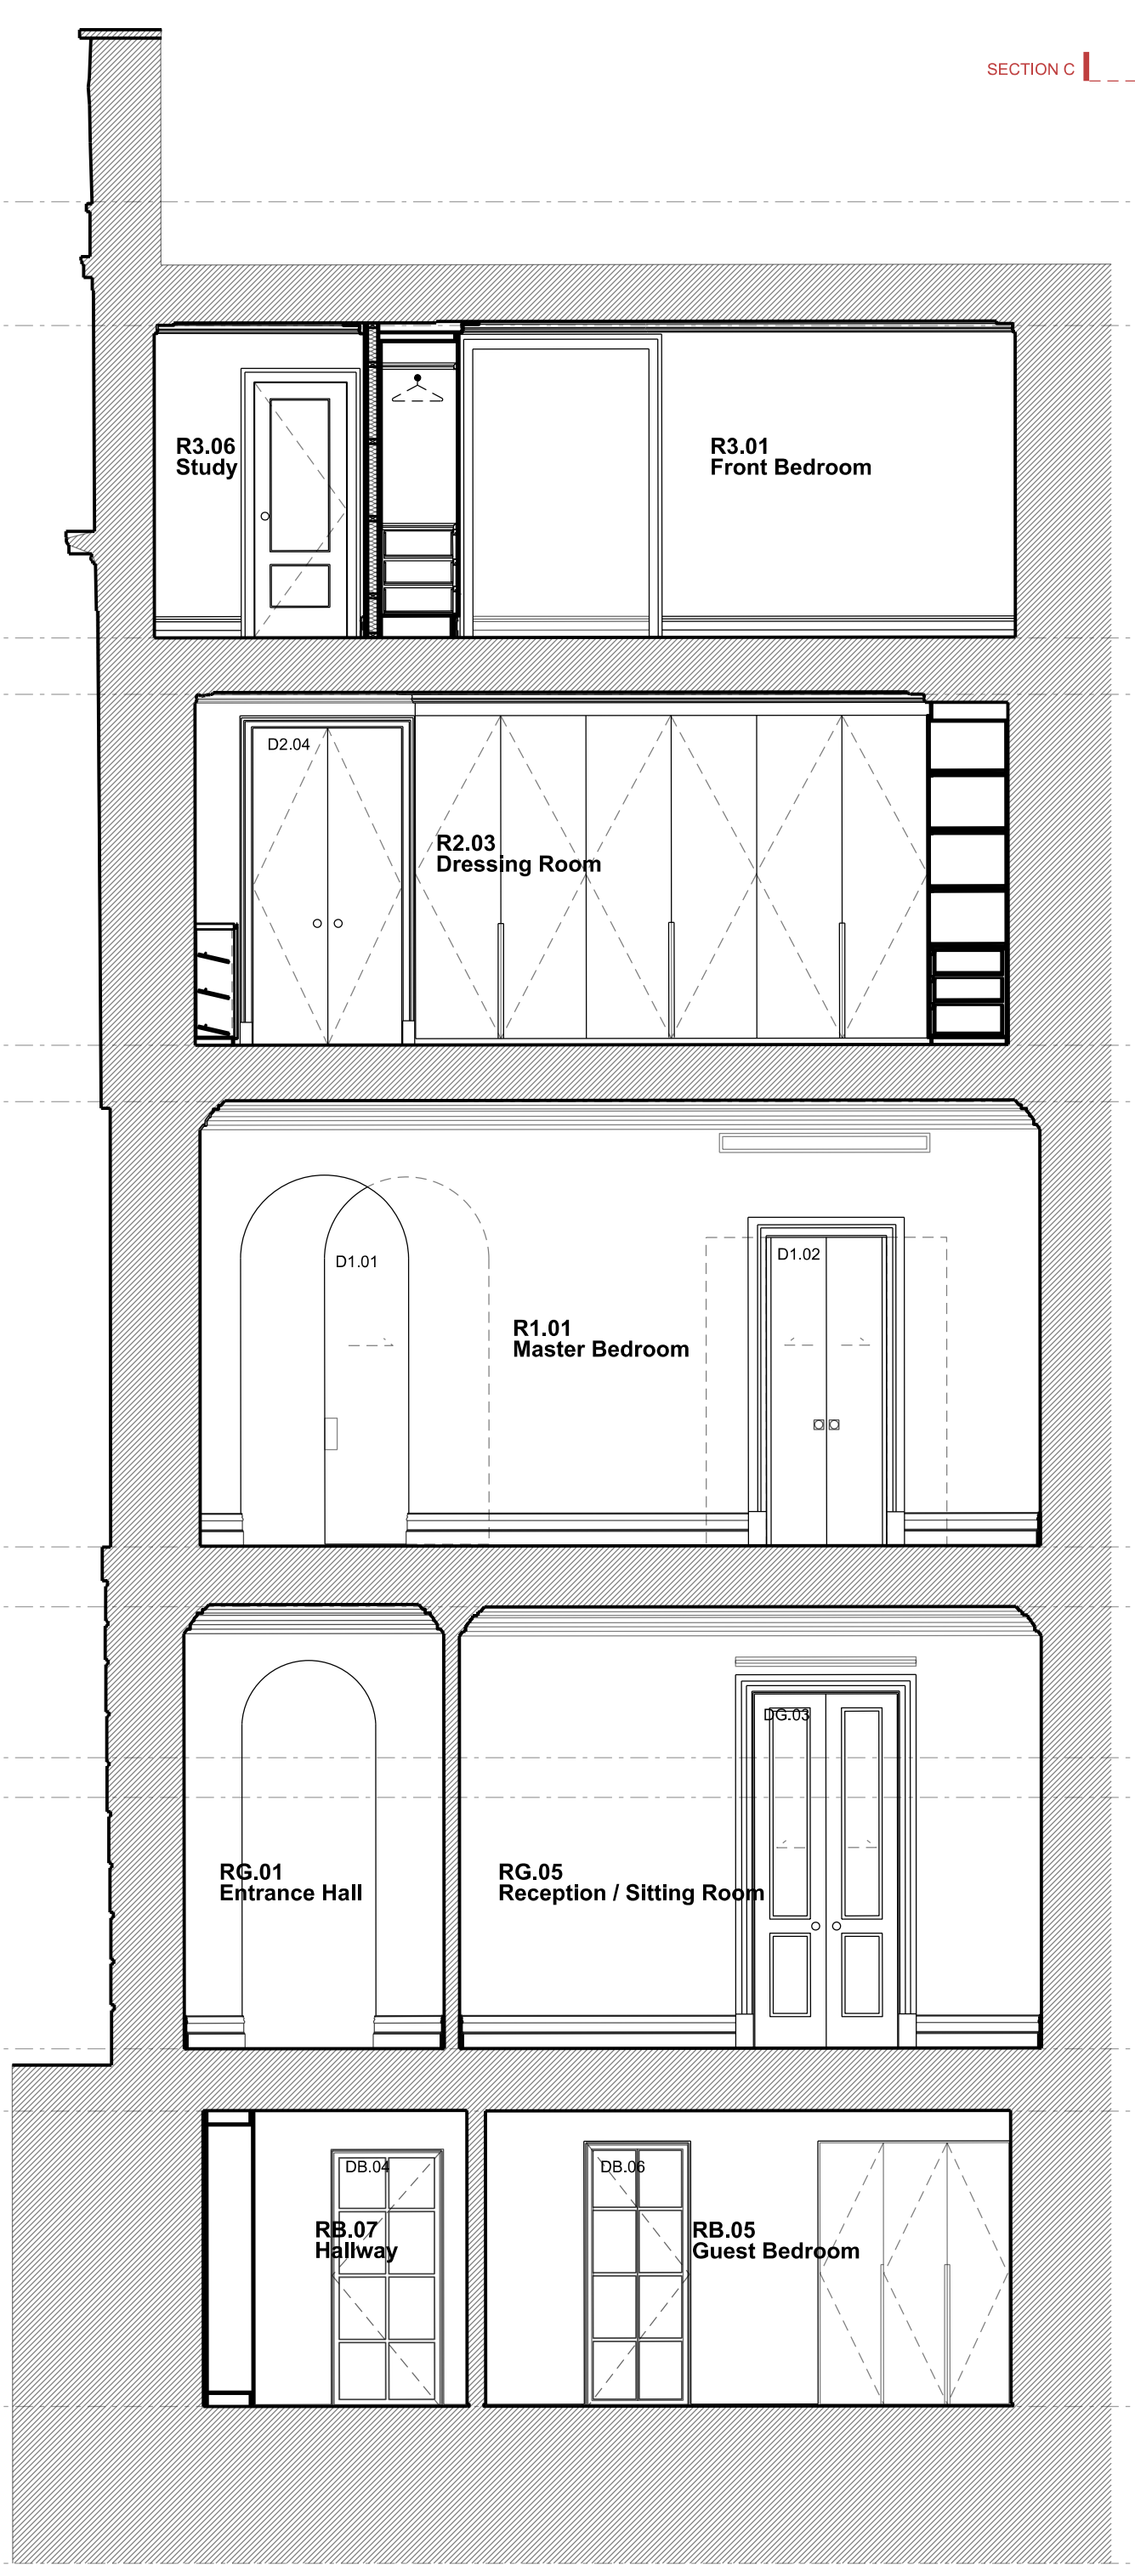 SECTION C
R3.06
Study
R3.01
Front Bedroom
D2.04
R2.03
Dressing Room
D1.01
D1.02
R1.01
Master Bedroom
DG.03
RG.01
Entrance Hall
RG.05
Reception / Sitting Room
DB.04
DB.06
RB.07
Hallway
RB.05
Guest Bedroom